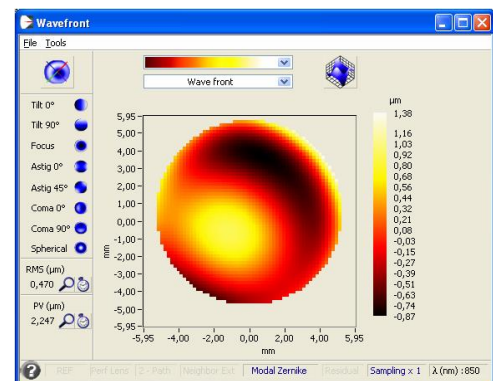 Wavefront
File Tools
Wave front
Tilt 0°
Tilt 90°
Focus
Astig 0°
Astig 45°
Coma 0°
Coma 90°
Spherical
RMS (µm)
0,470
PV (µm)
2,247
5,95
5,00
4,00
3,00
2,00
1,00
0,00
-1,00
-2,00
-3,00
-4,00
-5,00
-5,95
mm
-5,95 -4,00 -2,00 0,00 2,00 4,00 5,95
mm
µm
1,38
1,16
1,03
0,92
0,80
0,68
0,56
0,44
0,32
0,21
0,08
-0,03
-0,15
-0,27
-0,39
-0,51
-0,63
-0,74
-0,87
REF Perf Lens Z - Path Neighbor Ext Modal Zernike Residual Sampling x 1 λ (nm) :850